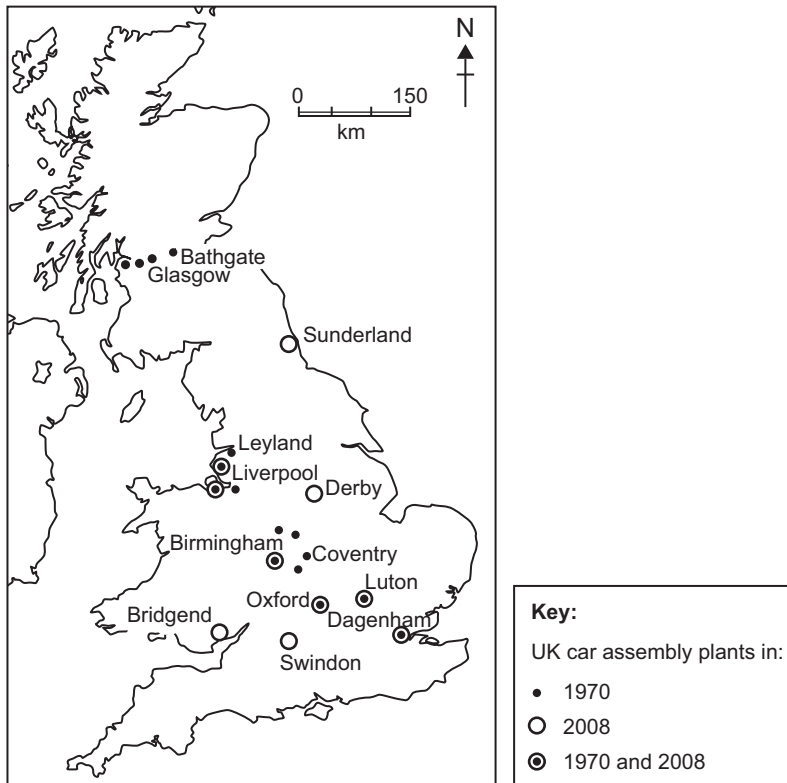 N
0 150
km
Bathgate
Glasgow
Sunderland
Leyland
Liverpool
Derby
Birmingham
Coventry
Luton
Oxford
Dagenham
Bridgend
Swindon
Key:
UK car assembly plants in:
1970
2008
1970 and 2008